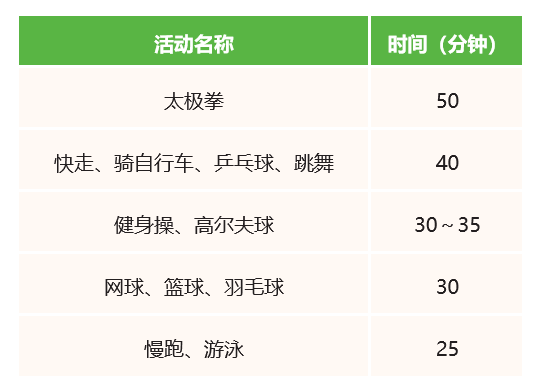 活动名称 时间（分钟）
太极拳 50
快走、骑自行车、乒乓球、跳舞 40
健身操、高尔夫球 30～35
网球、篮球、羽毛球 30
慢跑、游泳 25